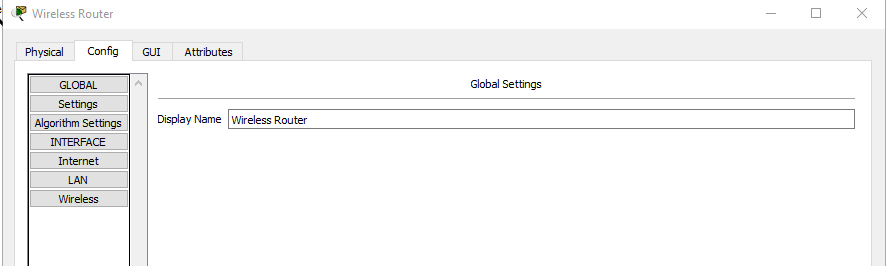 Wireless Router
Physical Config GUI Attributes
GLOBAL
Settings
Algorithm Settings
INTERFACE
Internet
LAN
Wireless
Global Settings
Display Name Wireless Router